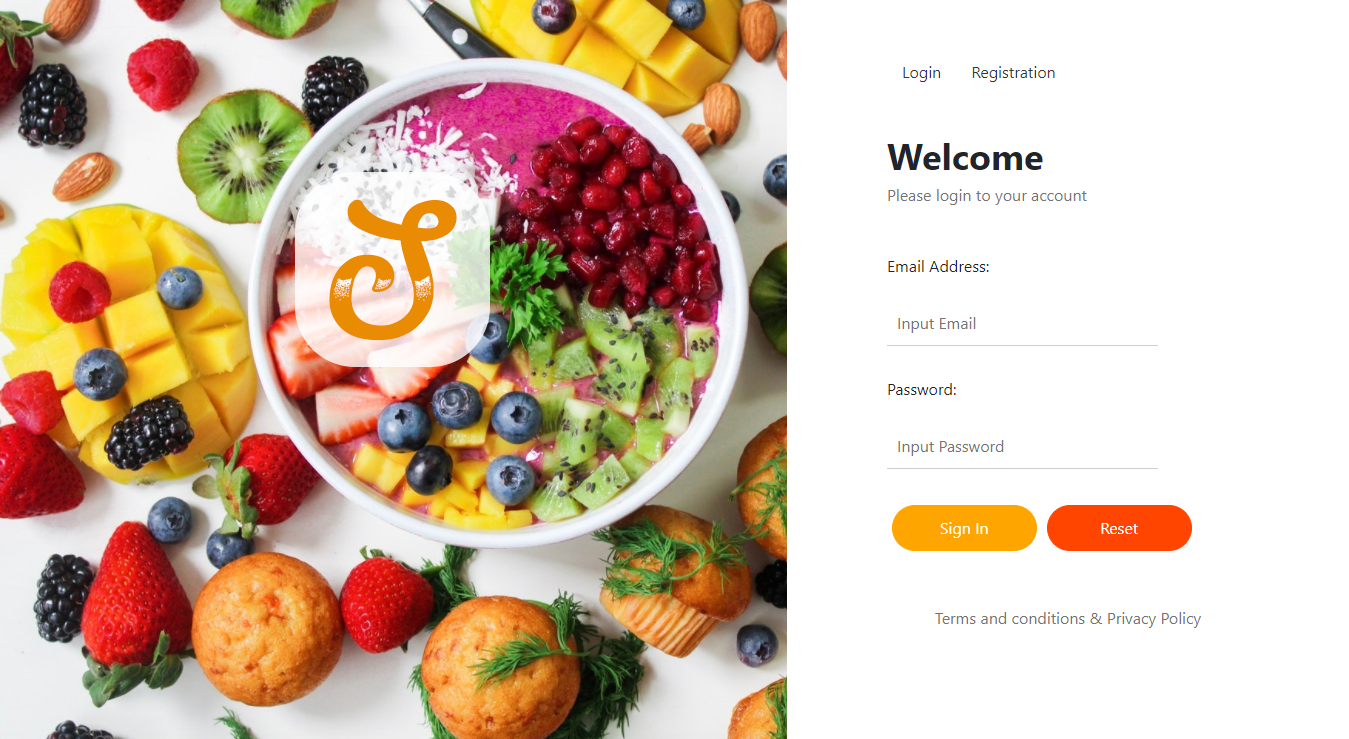 Login Registration
Welcome
Please login to your account
Email Address:
Input Email
Password:
Input Password
Sign In Reset
Terms and conditions & Privacy Policy